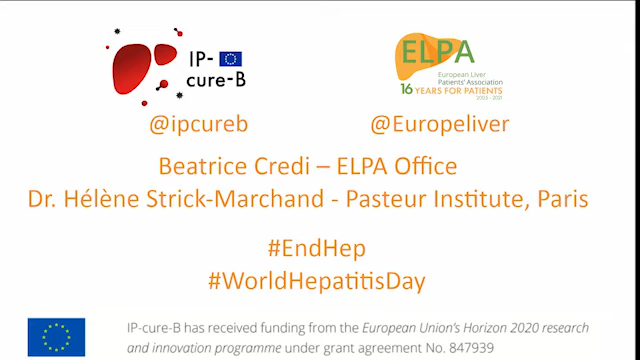 IP-
cure-B
ELPA
European Liver
Patients' Association
16 YEARS FOR PATIENTS
2005 - 2021
@ipcureb
@Europeliver
Beatrice Credi – ELPA Office
Dr. Hélène Strick-Marchand - Pasteur Institute, Paris
#EndHep
#WorldHepatitisDay
IP-cure-B has received funding from the European Union's Horizon 2020 research
and innovation programme under grant agreement No. 847939